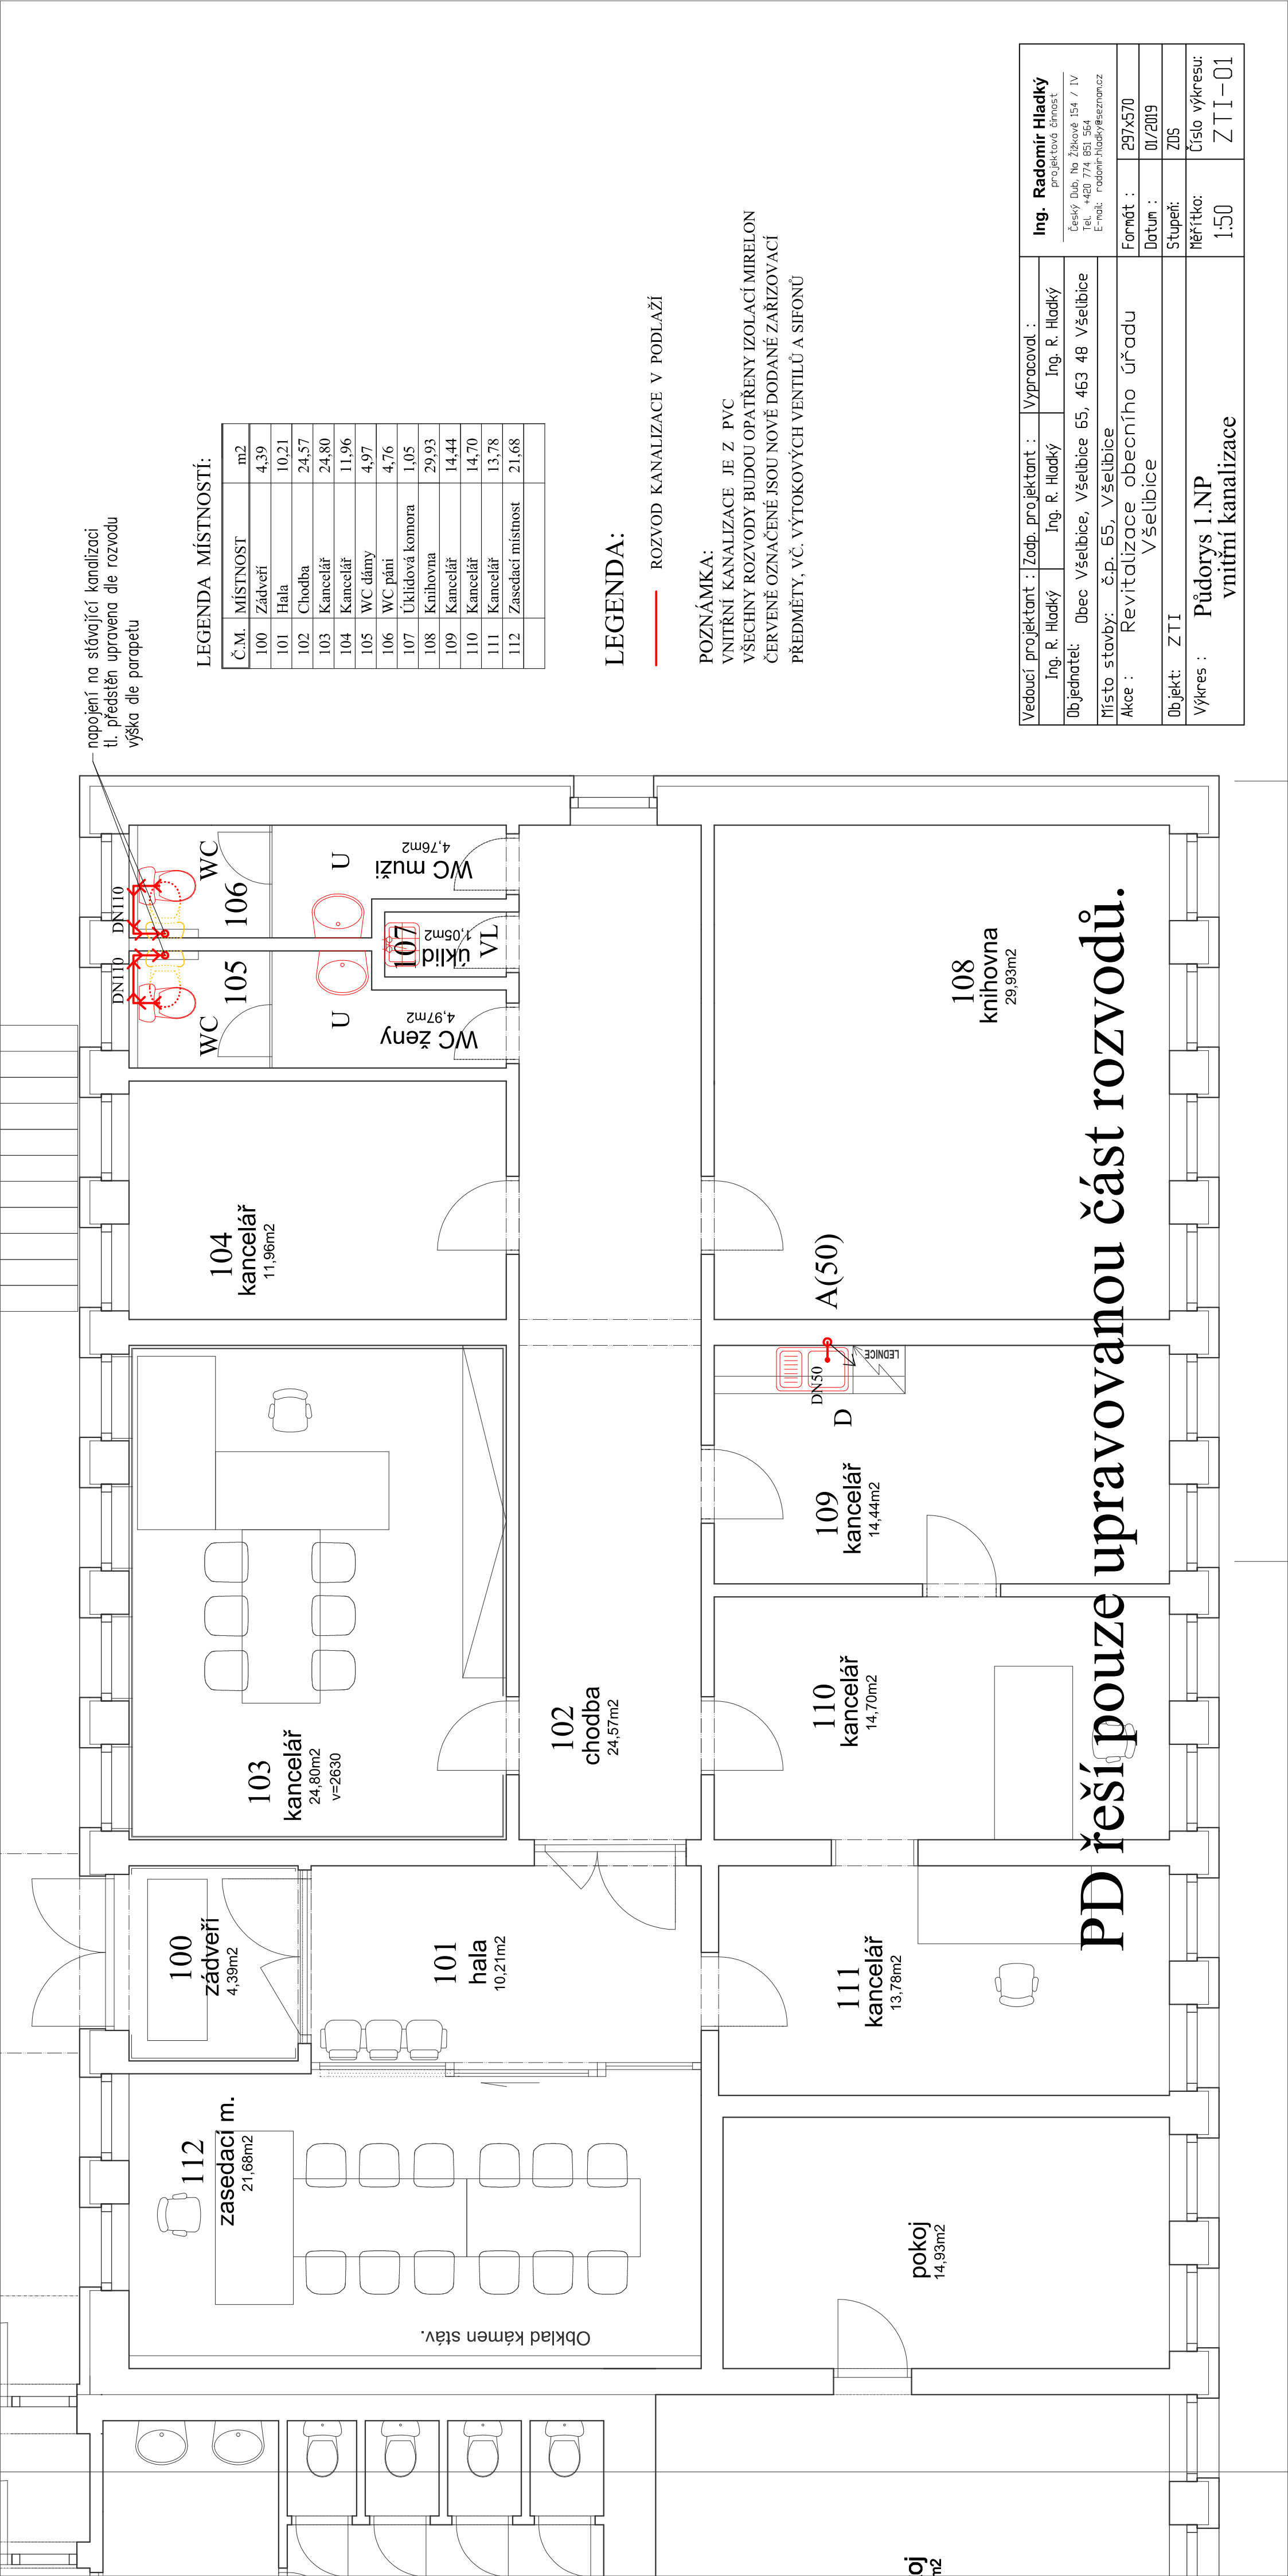 napojení na stávající kanalizaci
tl. předstěn upravena dle rozvodu
výška dle parapetu
LEGENDA MÍSTNOSTÍ:
Č.M. MÍSTNOST m2
100 Zádveří 4,39
101 Hala 10,21
102 Chodba 24,57
103 Kancelář 24,80
104 Kancelář 11,96
105 WC dámy 4,97
106 WC páni 4,76
107 Úklidová komora 1,05
108 Knihovna 29,93
109 Kancelář 14,44
110 Kancelář 14,70
111 Kancelář 13,78
112 Zasedací místnost 21,68
LEGENDA:
ROZVOD KANALIZACE V PODLAŽÍ
POZNÁMKA:
VNITŘNÍ KANALIZACE JE Z PVC
VŠECHNY ROZVODY BUDOU OPATŘENY IZOLACÍ MIRELON
ČERVENĚ OZNAČENÉ JSOU NOVĚ DODANÉ ZAŘIZOVACÍ
PŘEDMĚTY, VČ. VÝTOKOVÝCH VENTILŮ A SIFONŮ
Vedoucí projektant : Zodp. projektant : Vypracoval :
Ing. R. Hladký Ing. R. Hladký Ing. R. Hladký
Objednatel: Obec Všelibice, Všelibice 65, 463 48 Všelibice
Místo stavby: č.p. 65, Všelibice
Akce : Revitalizace obecního úřadu
Všelibice
Objekt: ZTI
Výkres : Půdorys 1.NP
vnitřní kanalizace
Ing. Radomír Hladký
projektová činnost
Český Dub, Na Žižkově 154 / IV
Tel. +420 774 851 564
E-mail: radomir.hladky@seznam.cz
Formát : 297x570
Datum : 01/2019
Stupeň: ZDS
Měřítko: Číslo výkresu:
1:50 ZTI-01
DN110
DN110
WC
WC
106
105
U
U
WC muži
4,76m2
107
úklid
1,05m2
VL
WC ženy
4,97m2
104
kancelář
11,96m2
108
knihovna
29,93m2
A(50)
DN50
D
LEDNICE
109
kancelář
14,44m2
103
kancelář
24,80m2
v=2630
102
chodba
24,57m2
110
kancelář
14,70m2
PD řeší pouze upravovanou část rozvodů.
100
zádveří
4,39m2
101
hala
10,21m2
111
kancelář
13,78m2
112
zasedací m.
21,68m2
Obklad kámen stáv.
pokoj
14,93m2
oj
m2